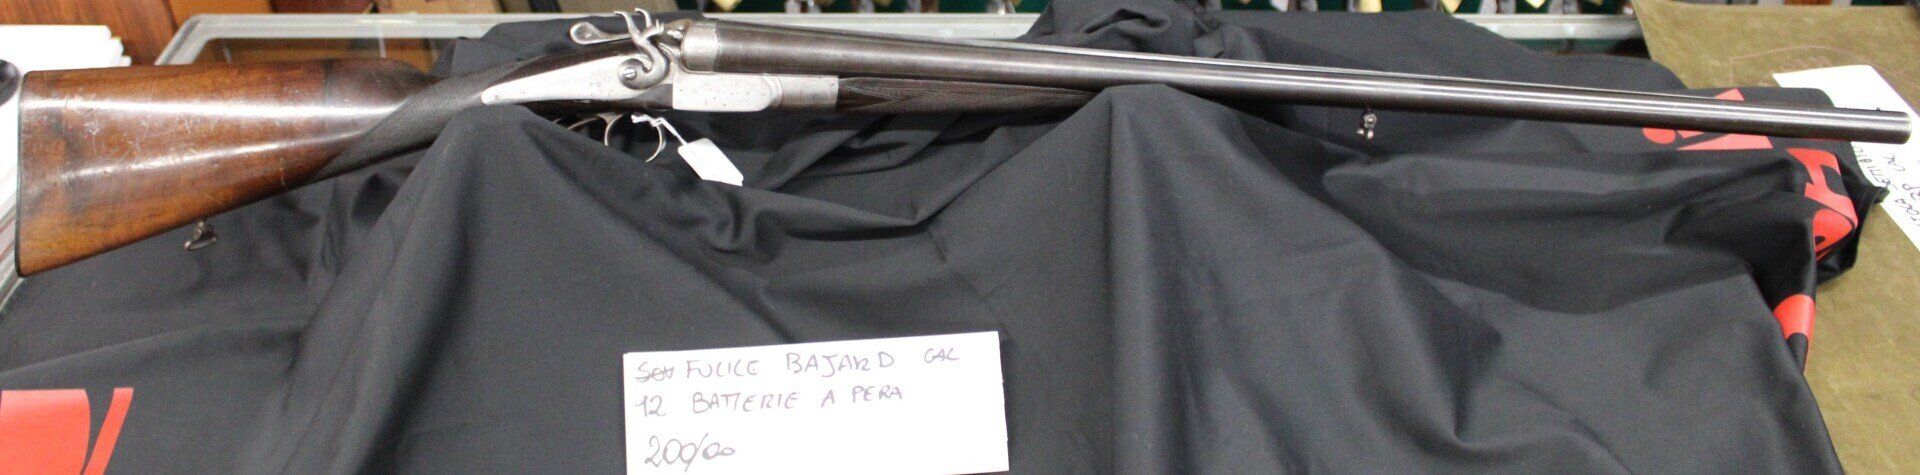 FUCILE BAJARD CAL
12 BATTERIE A PERA
200/00